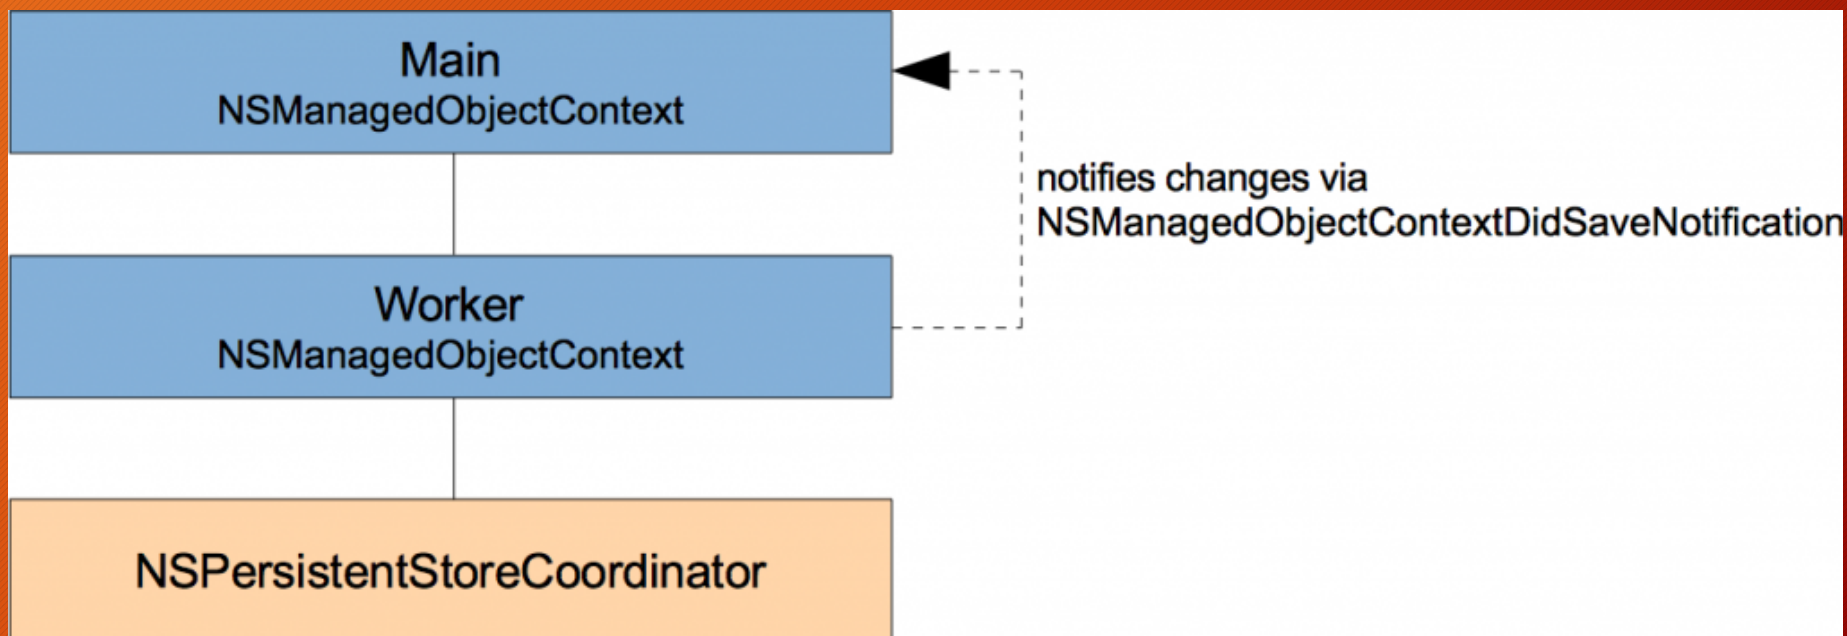 Main
NSManagedObjectContext
notifies changes via
NSManagedObjectContextDidSaveNotification
Worker
NSManagedObjectContext
NSPersistentStoreCoordinator